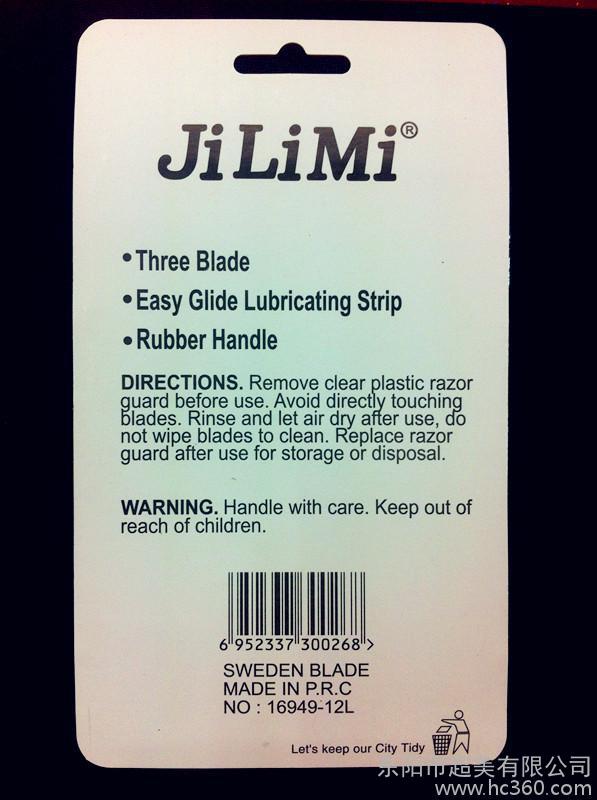 JiLiMi®
• Three Blade
• Easy Glide Lubricating Strip
• Rubber Handle
DIRECTIONS. Remove clear plastic razor
guard before use. Avoid directly touching
blades. Rinse and let air dry after use, do
not wipe blades to clean. Replace razor
guard after use for storage or disposal.
WARNING. Handle with care. Keep out of
reach of children.
6 952337 300268 >
SWEDEN BLADE
MADE IN P.R.C
NO : 16949-12L
Let's keep our City Tidy
东阳市超美有限公司
www.hc360.com